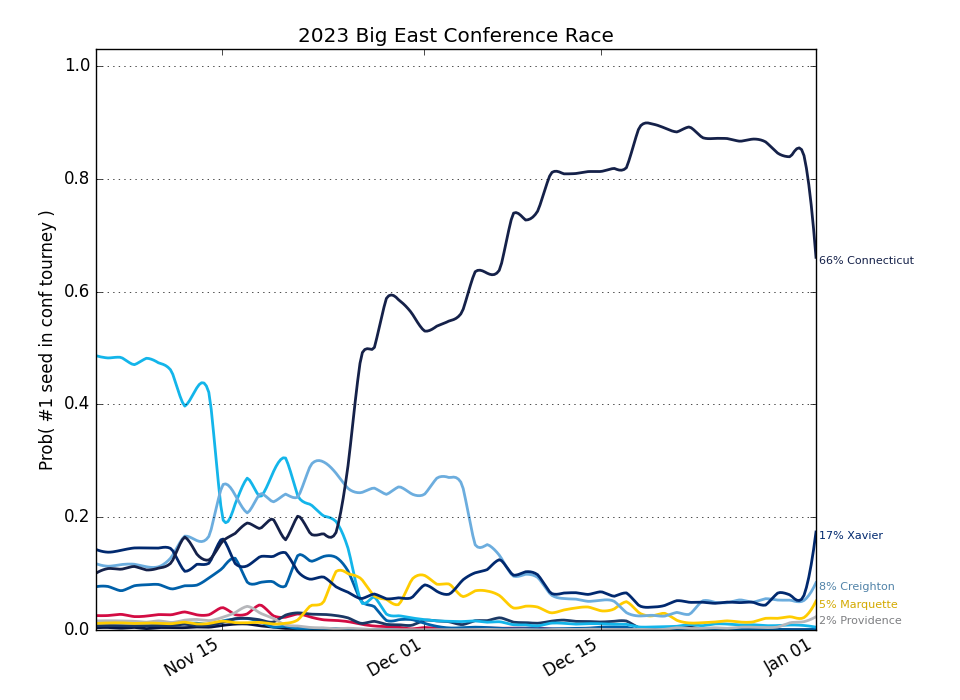 2023 Big East Conference Race
Prob( #1 seed in conf tourney )
1.0
0.8
0.6
0.4
0.2
0.0
Nov 15
Dec 01
Dec 15
Jan 01
66% Connecticut
17% Xavier
8% Creighton
5% Marquette
2% Providence